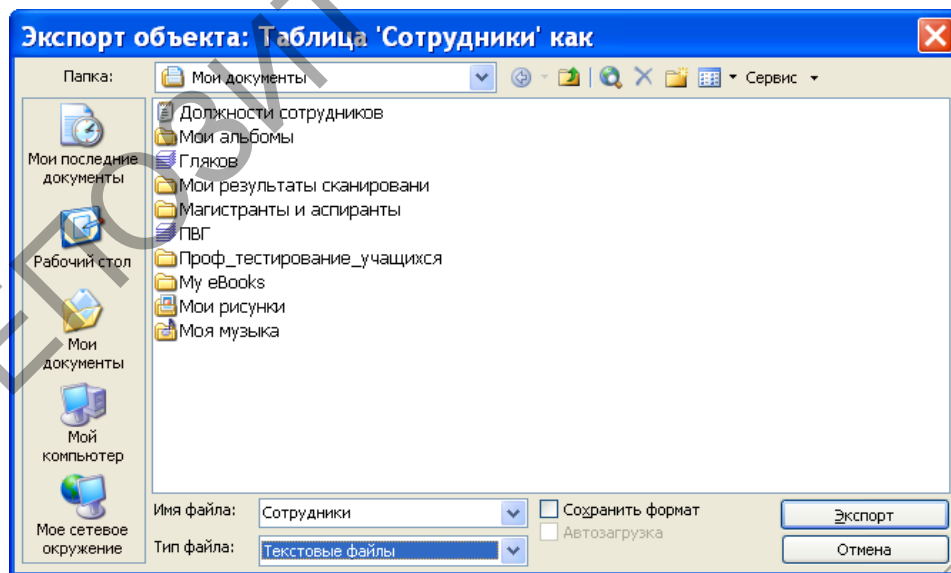 Экспорт объекта: Таблица 'Сотрудники' как
Папка:
Мои документы
Сервис
Мои последние
документы
Рабочий стол
Мои
документы
Мой
компьютер
Мое сетевое
окружение
Должности сотрудников
Мои альбомы
Гляков
Мои результаты сканировани
Магистранты и аспиранты
ПВГ
Проф_тестирование_учащихся
My eBooks
Мои рисунки
Моя музыка
Имя файла:
Сотрудники
Сохранить формат
Экспорт
Автозагрузка
Тип файла:
Текстовые файлы
Отмена